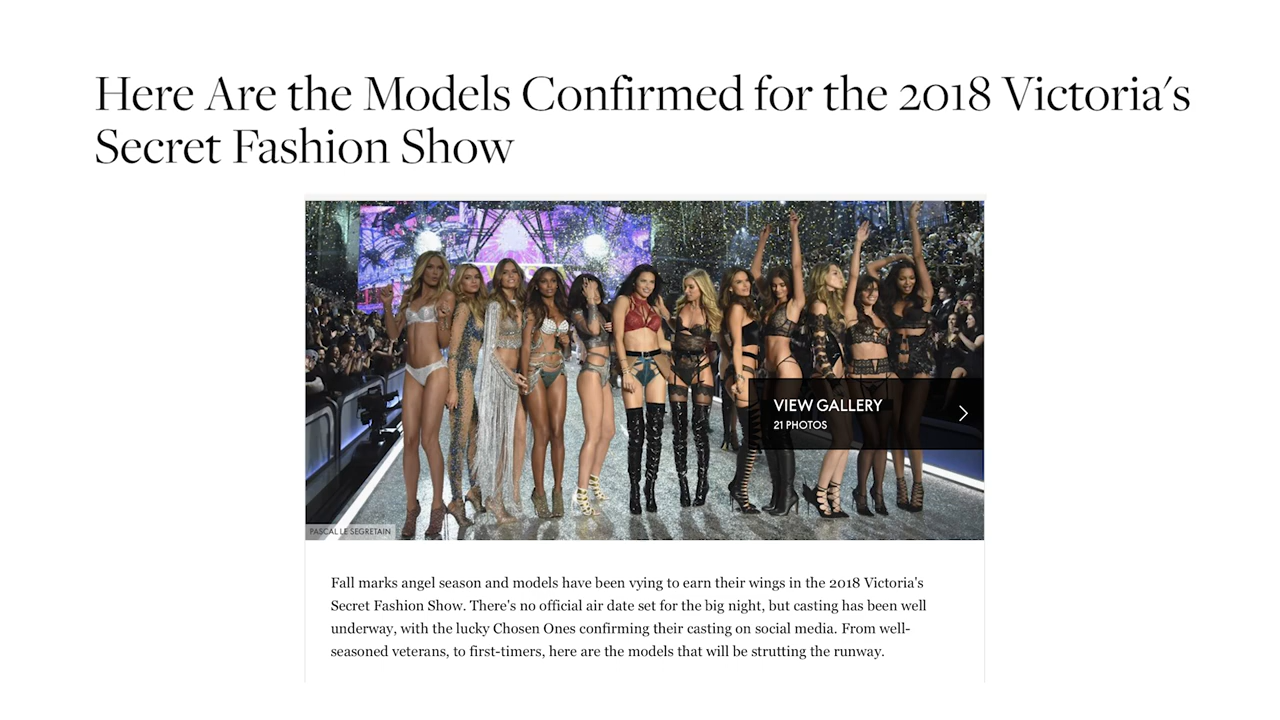 Here Are the Models Confirmed for the 2018 Victoria's
Secret Fashion Show
VIEW GALLERY
21 PHOTOS
PASCAL LE SEGRETAIN
Fall marks angel season and models have been vying to earn their wings in the 2018 Victoria's
Secret Fashion Show. There's no official air date set for the big night, but casting has been well
underway, with the lucky Chosen Ones confirming their casting on social media. From well-
seasoned veterans, to first-timers, here are the models that will be strutting the runway.